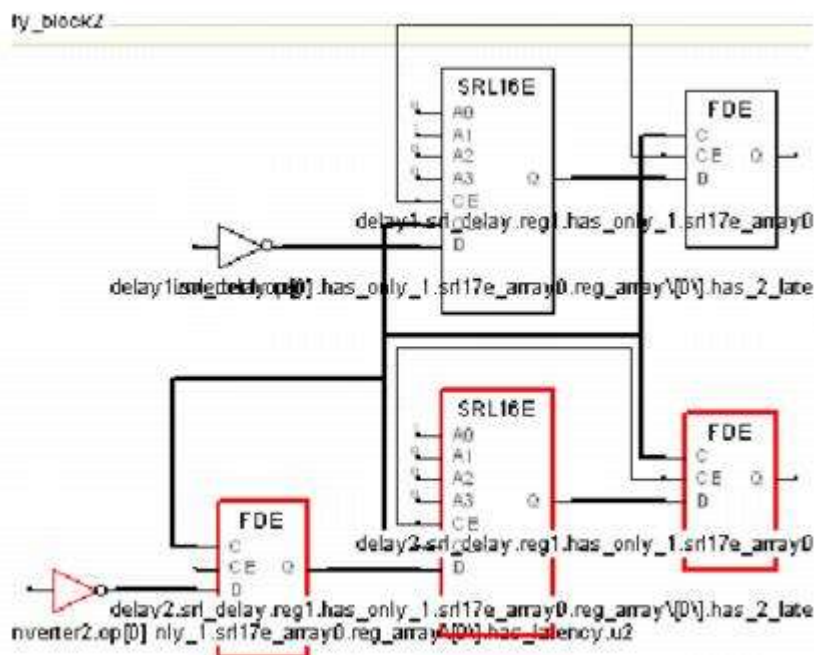 fy_block2
SRL16E
FDE
A0
A1
A2
A3 Q
CE
C
D
C
CE Q
D
delay1.srl_delay.reg1.has_only_1.srl17e_array0
has_only_1.srl17e_array0.reg_array\[0\].has_2_late
SRL16E
FDE
A0
A1
A2
A3 Q
CE
D
C
CE Q
D
FDE
C
CE Q
D
delay2.srl_delay.reg1.has_only_1.srl17e_array0
delay2.srl_delay.reg1.has_only_1.srl17e_array0.reg_array\[0\].has_2_late
nverter2.op[0] nly_1.srl17e_array0.reg_array\[0\].has_latency.u2